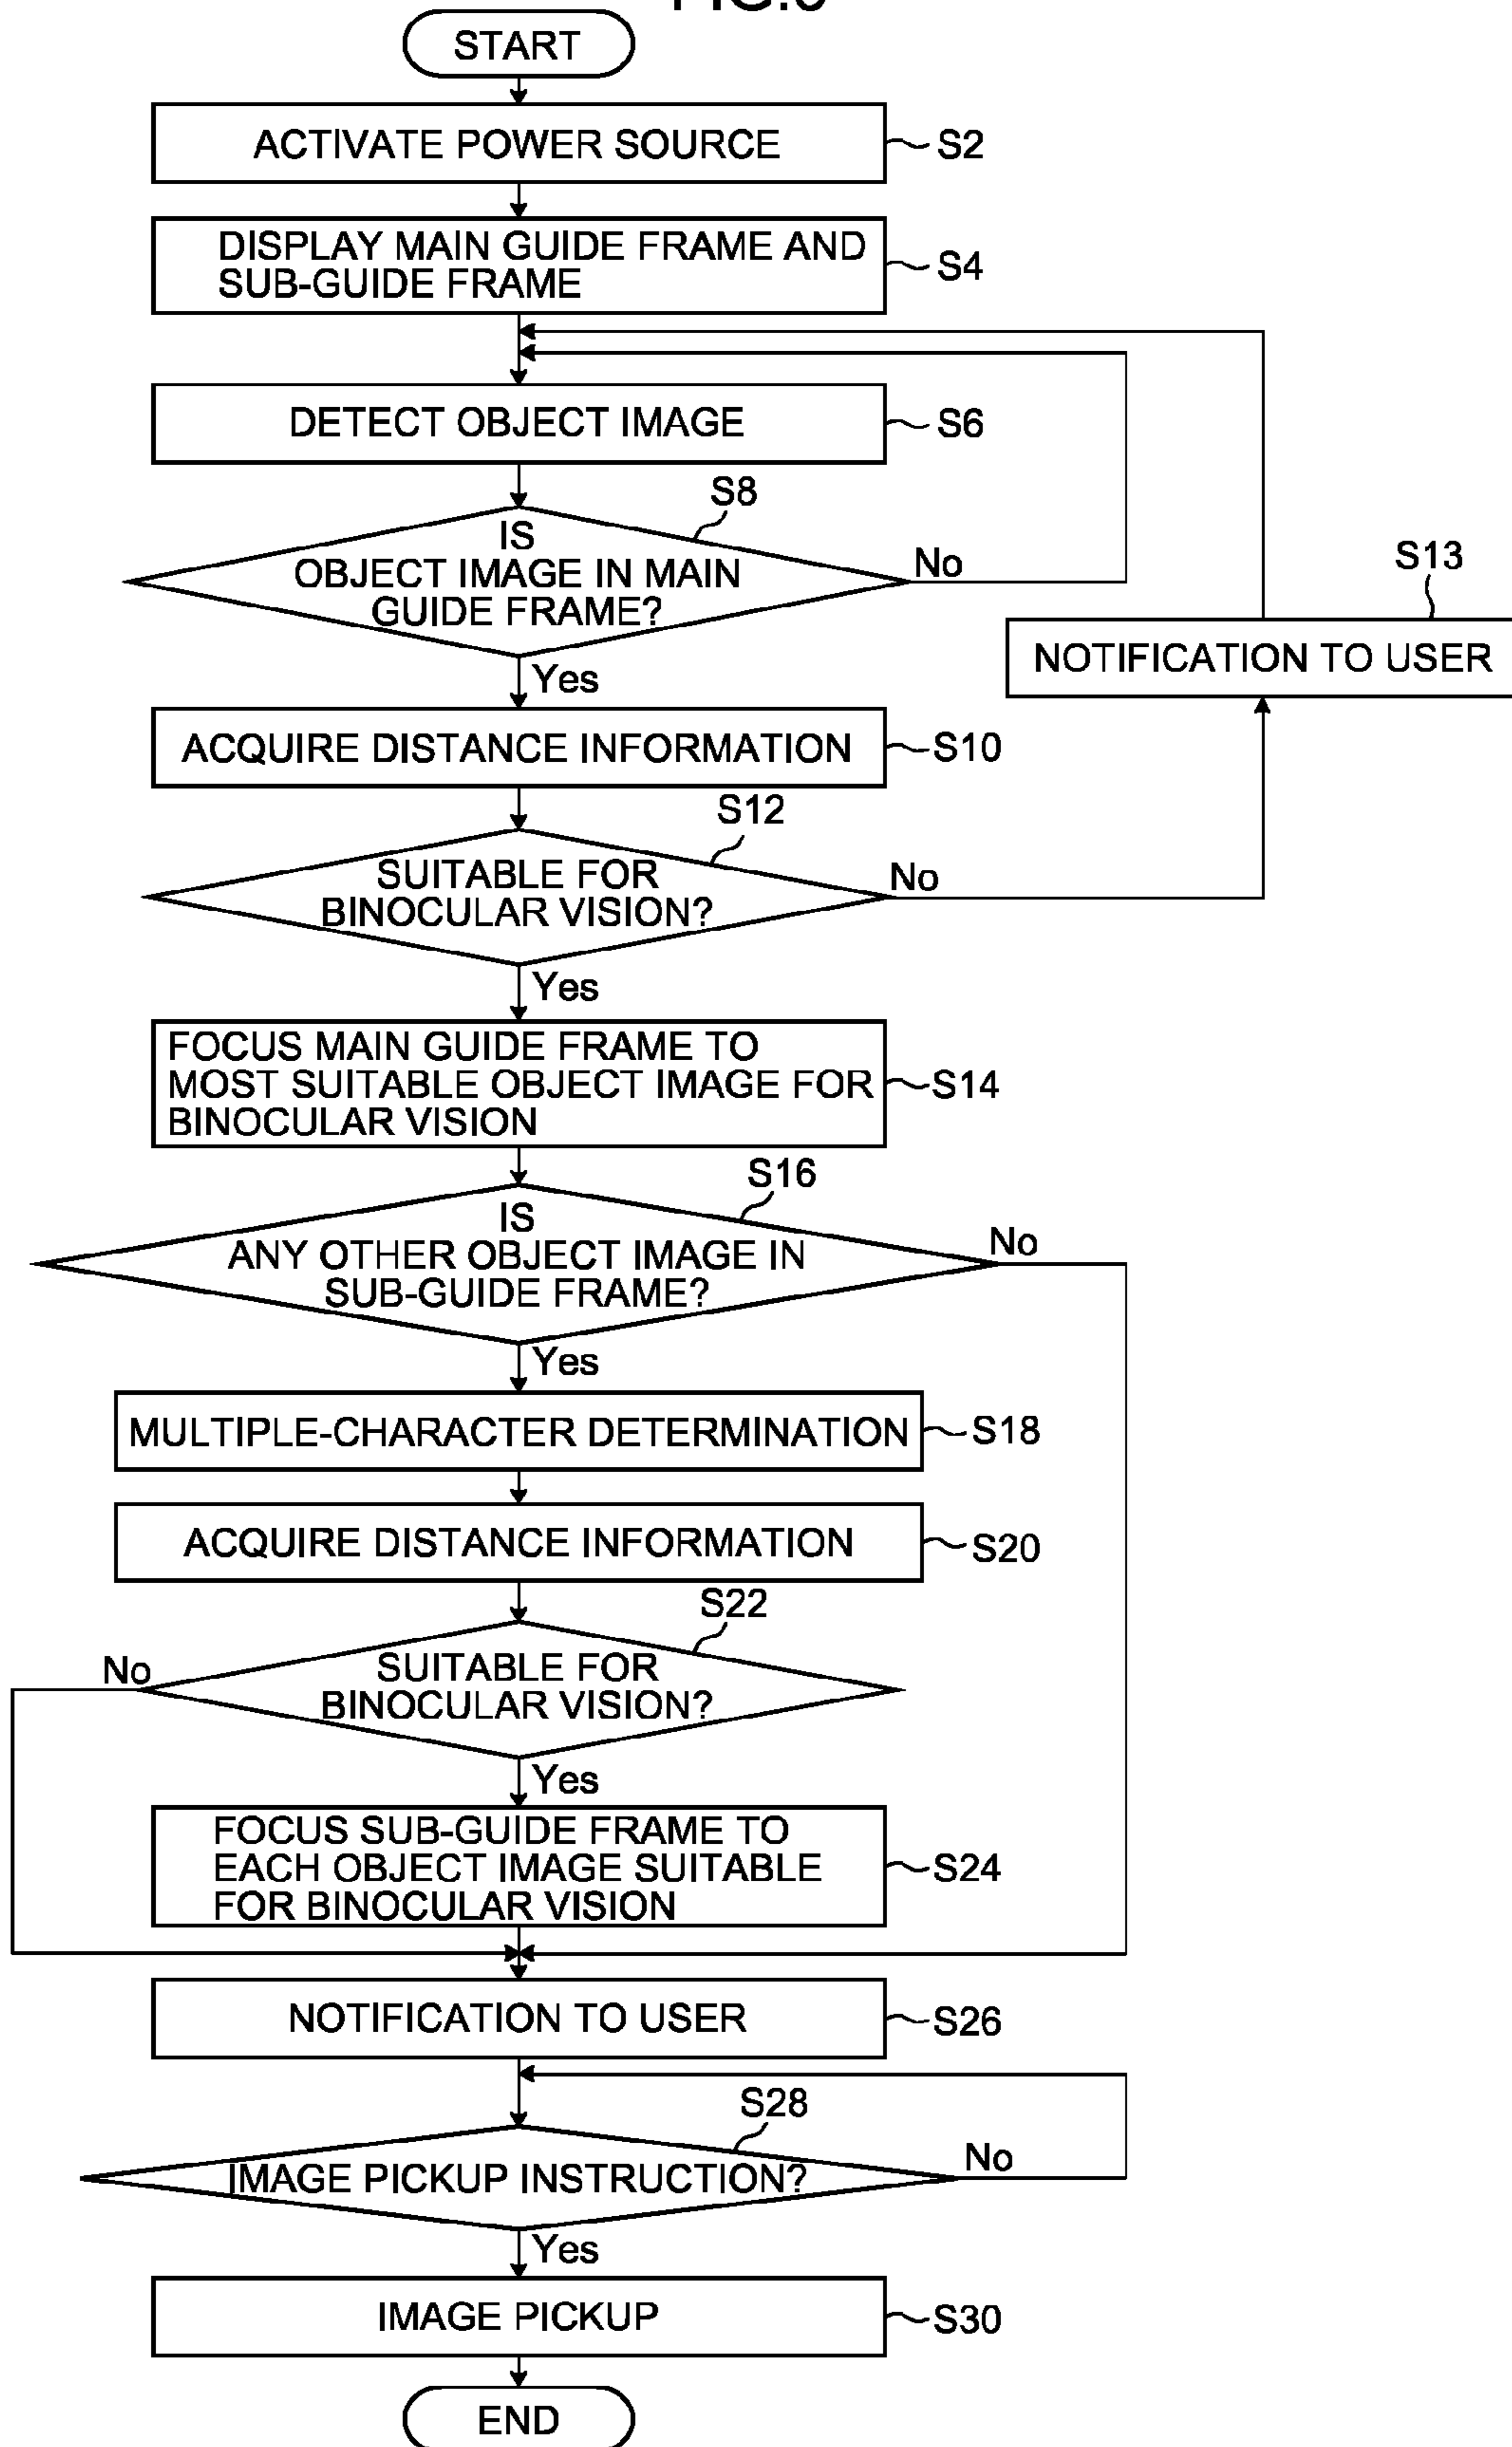 START
ACTIVATE POWER SOURCE
S2
DISPLAY MAIN GUIDE FRAME AND
SUB-GUIDE FRAME
S4
DETECT OBJECT IMAGE
S6
S8
IS
OBJECT IMAGE IN MAIN
GUIDE FRAME?
No
Yes
S13
NOTIFICATION TO USER
ACQUIRE DISTANCE INFORMATION
S10
S12
SUITABLE FOR
BINOCULAR VISION?
No
Yes
FOCUS MAIN GUIDE FRAME TO
MOST SUITABLE OBJECT IMAGE FOR
BINOCULAR VISION
S14
S16
IS
ANY OTHER OBJECT IMAGE IN
SUB-GUIDE FRAME?
No
Yes
MULTIPLE-CHARACTER DETERMINATION
S18
ACQUIRE DISTANCE INFORMATION
S20
S22
SUITABLE FOR
BINOCULAR VISION?
No
Yes
FOCUS SUB-GUIDE FRAME TO
EACH OBJECT IMAGE SUITABLE
FOR BINOCULAR VISION
S24
NOTIFICATION TO USER
S26
S28
IMAGE PICKUP INSTRUCTION?
No
Yes
IMAGE PICKUP
S30
END